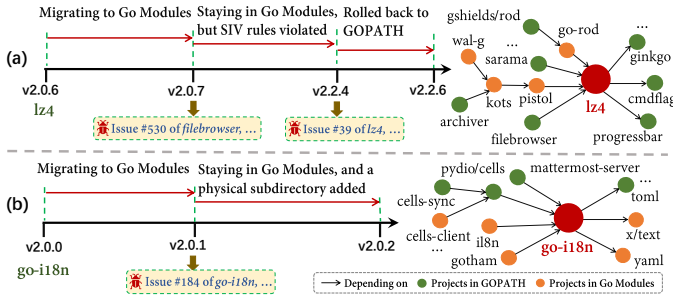 Migrating to Go Modules
Staying in Go Modules, but SIV rules violated
Rolled back to GOPATH
(a)
v2.0.6
v2.0.7
v2.2.4
v2.2.6
lz4
Issue #530 of filebrowser, ...
Issue #39 of lz4, ...
gshields/rod
...
go-rod
ginkgo
wal-g
...
sarama
lz4
cmdflag
kots
pistol
archiver
filebrowser
progressbar
Migrating to Go Modules
Staying in Go Modules, and a physical subdirectory added
(b)
v2.0.0
v2.0.1
v2.0.2
go-i18n
Issue #184 of go-i18n, ...
pydio/cells
mattermost-server
...
toml
cells-sync
cells-client
...
il8n
x/text
gotham
go-i18n
yaml
Depending on
Projects in GOPATH
Projects in Go Modules